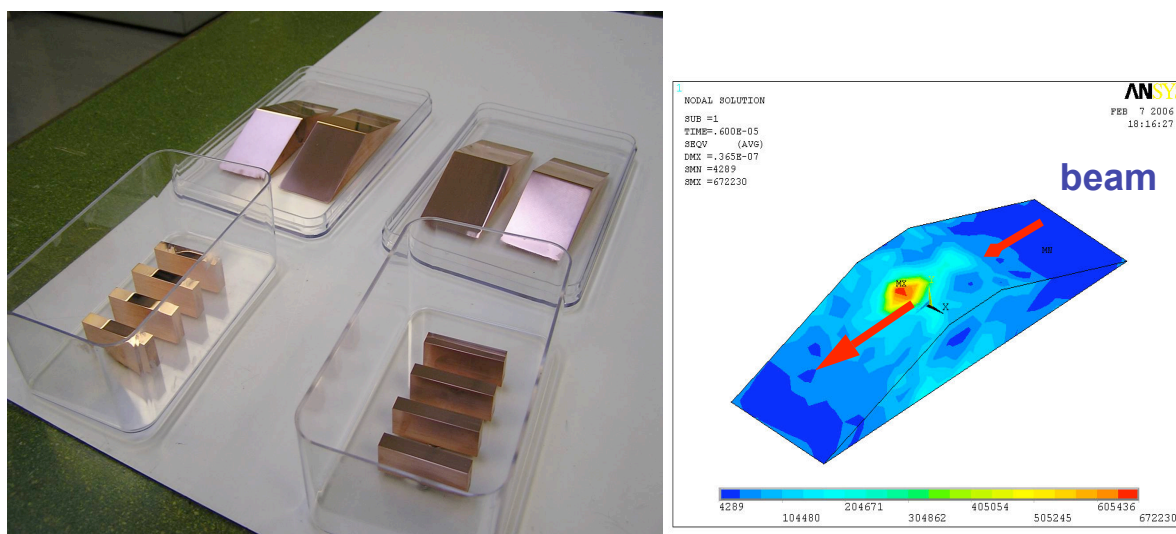 1
NODAL SOLUTION
SUB =1
TIME=.600E-05
SEQV (AVG)
DMX =.365E-07
SMN =4289
SMX =672230
ANSYS
FEB 7 2006
18:16:27
beam
MN
MX
X
4289 204671 405054 605436
104480 304862 505245 672230